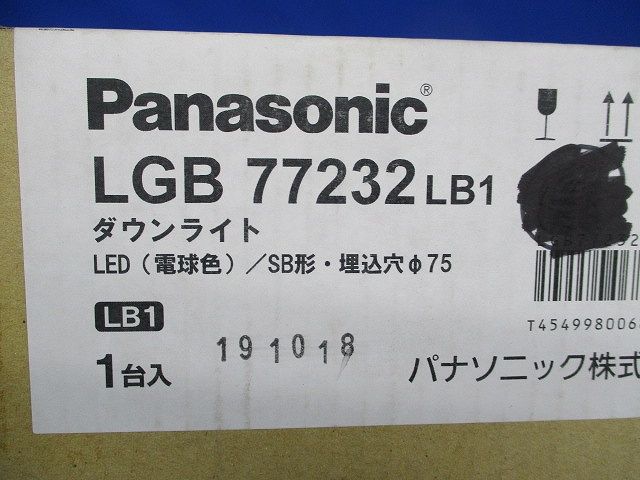 Panasonic®
LGB 77232 LB1
ダウンライト
LED（電球色）／SB形・埋込穴φ75
LB1
1台入
191018
T45499800
パナソニック株式